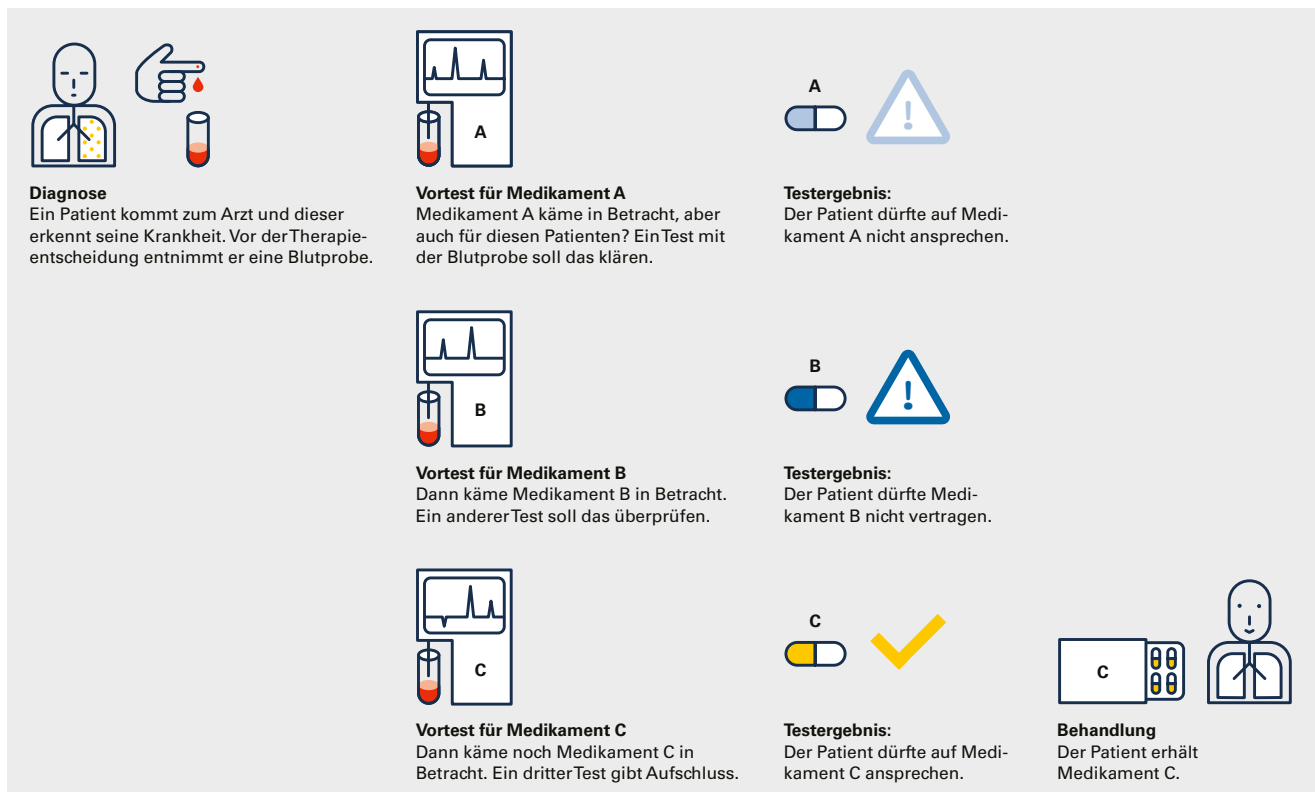 Diagnose
Ein Patient kommt zum Arzt und dieser
erkennt seine Krankheit. Vor der Therapie-
entscheidung entnimmt er eine Blutprobe.
A
Vortest für Medikament A
Medikament A käme in Betracht, aber
auch für diesen Patienten? Ein Test mit
der Blutprobe soll das klären.
A
!
Testergebnis:
Der Patient dürfte auf Medi-
kament A nicht ansprechen.
B
Vortest für Medikament B
Dann käme Medikament B in Betracht.
Ein anderer Test soll das überprüfen.
B
!
Testergebnis:
Der Patient dürfte Medi-
kament B nicht vertragen.
C
Vortest für Medikament C
Dann käme noch Medikament C in
Betracht. Ein dritter Test gibt Aufschluss.
C
Testergebnis:
Der Patient dürfte auf Medi-
kament C ansprechen.
C
Behandlung
Der Patient erhält
Medikament C.